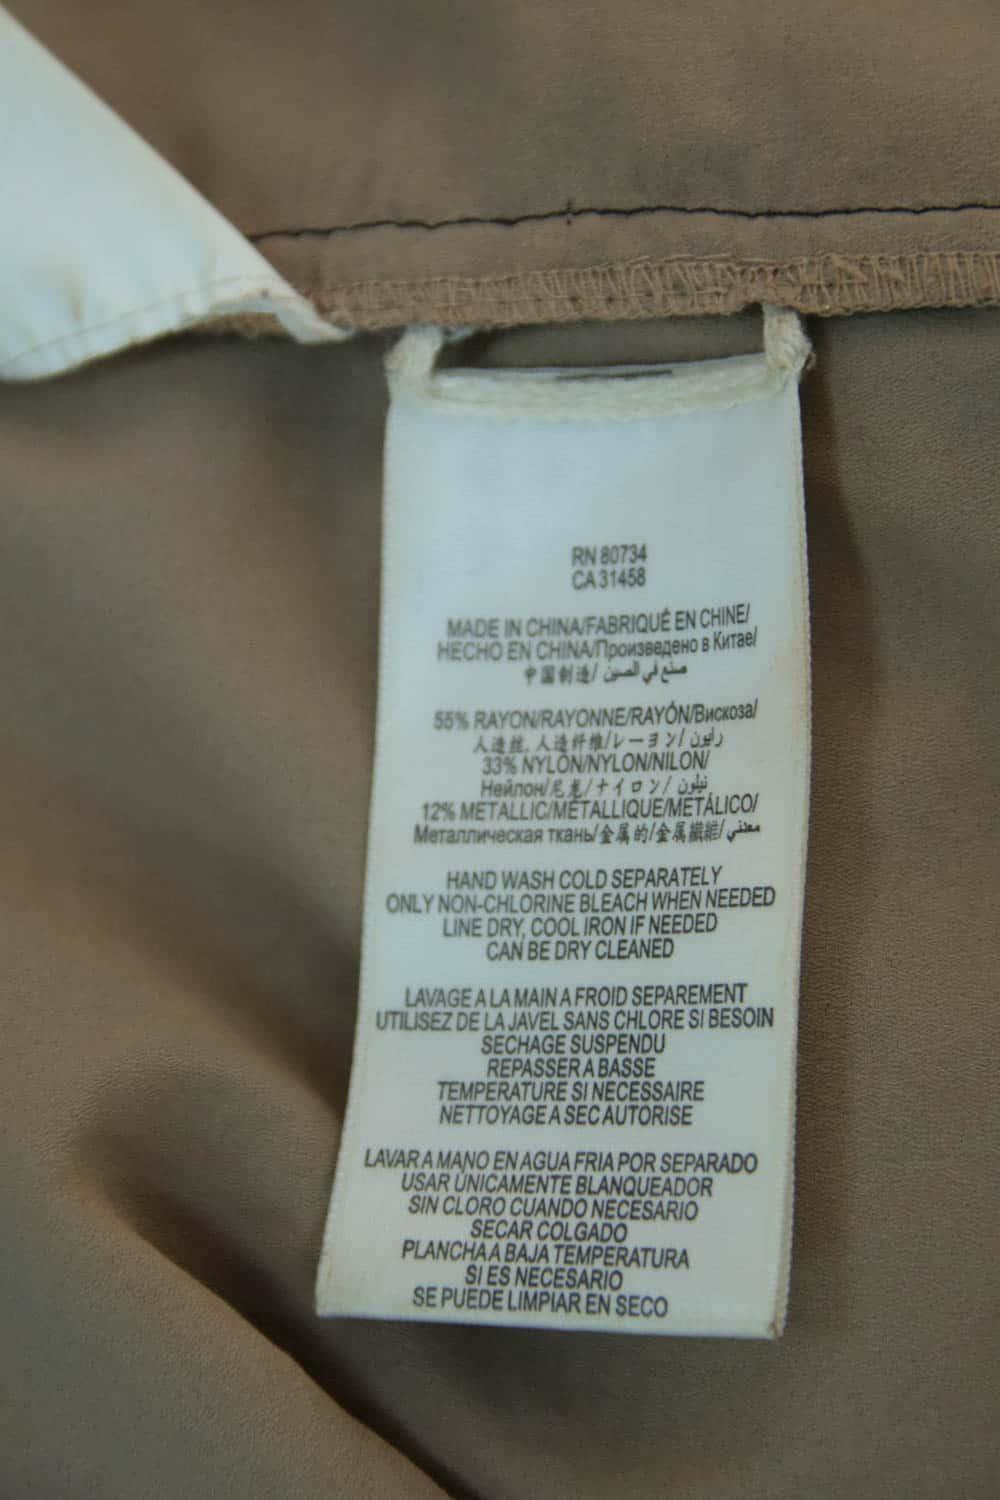 RN 80734
CA 31458
MADE IN CHINA/FABRIQUÉ EN CHINE/
HECHO EN CHINA/Произведено в Китае/
中国制造/ صنع في الصين
55% RAYON/RAYONNE/RAYÓN/Вискоза/
人造丝, 人造纤维/レーヨン/ رايون
33% NYLON/NYLON/NILON/
Нейлон/尼龙/ナイロン/ نيلون
12% METALLIC/MÉTALLIQUE/METÁLICO/
Металлическая ткань/金属的/金属繊維/ معدني
HAND WASH COLD SEPARATELY
ONLY NON-CHLORINE BLEACH WHEN NEEDED
LINE DRY, COOL IRON IF NEEDED
CAN BE DRY CLEANED
LAVAGE A LA MAIN A FROID SEPAREMENT
UTILISEZ DE LA JAVEL SANS CHLORE SI BESOIN
SECHAGE SUSPENDU
REPASSER A BASSE
TEMPERATURE SI NECESSAIRE
NETTOYAGE A SEC AUTORISE
LAVAR A MANO EN AGUA FRIA POR SEPARADO
USAR ÚNICAMENTE BLANQUEADOR
SIN CLORO CUANDO NECESARIO
SECAR COLGADO
PLANCHA A BAJA TEMPERATURA
SI ES NECESARIO
SE PUEDE LIMPIAR EN SECO